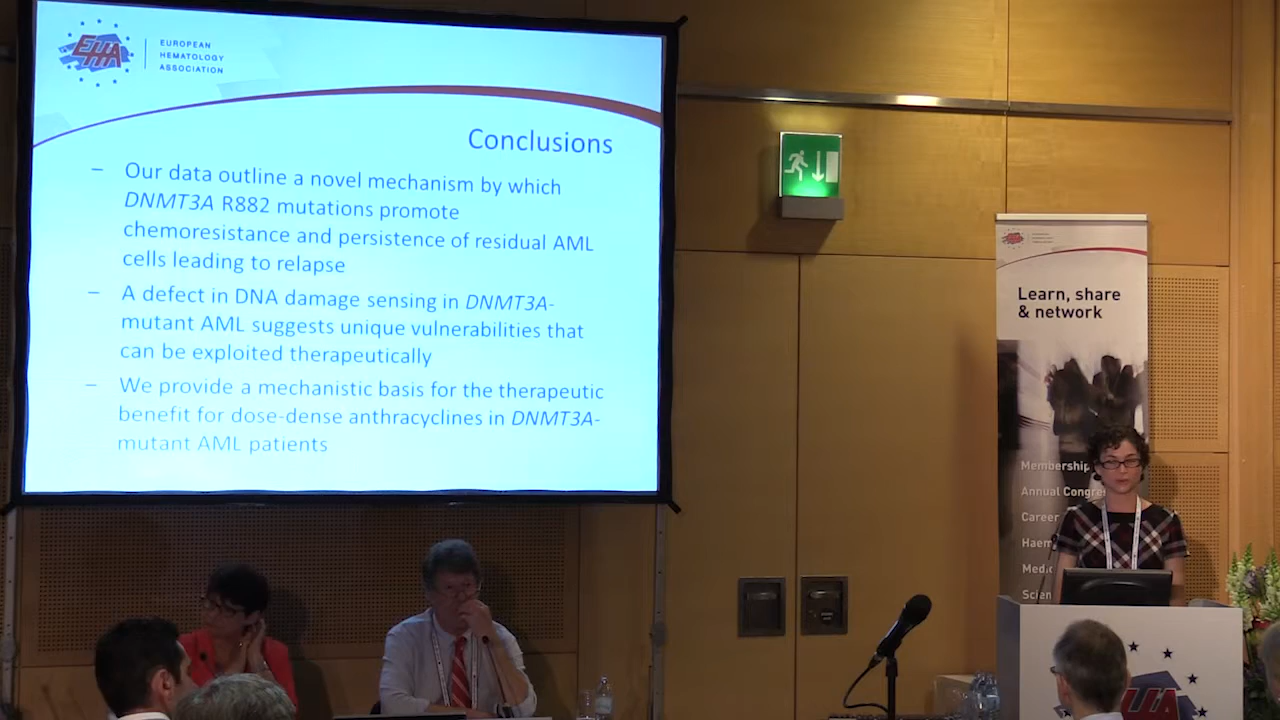 EHA
EUROPEAN
HEMATOLOGY
ASSOCIATION
Conclusions
– Our data outline a novel mechanism by which
DNMT3A R882 mutations promote
chemoresistance and persistence of residual AML
cells leading to relapse
– A defect in DNA damage sensing in DNMT3A-
mutant AML suggests unique vulnerabilities that
can be exploited therapeutically
– We provide a mechanistic basis for the therapeutic
benefit for dose-dense anthracyclines in DNMT3A-
mutant AML patients
Learn, share
& network
Membership
Annual Congre
Career
Haem
Medic
Scien
EHA